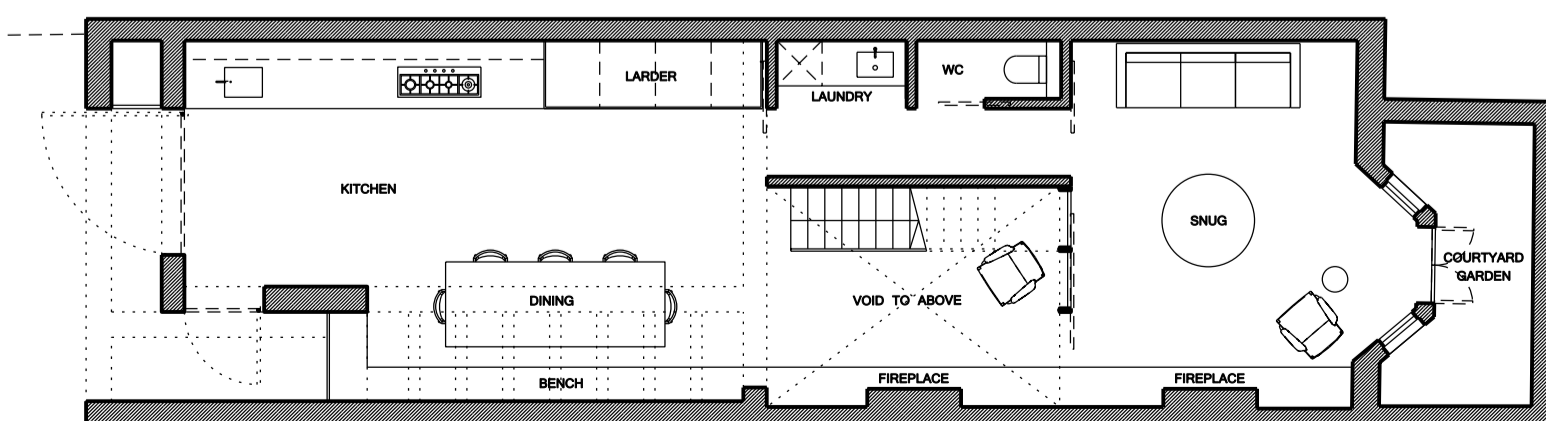 LARDER
WC
LAUNDRY
KITCHEN
SNUG
COURTYARD
GARDEN
DINING
VOID TO ABOVE
BENCH
FIREPLACE
FIREPLACE